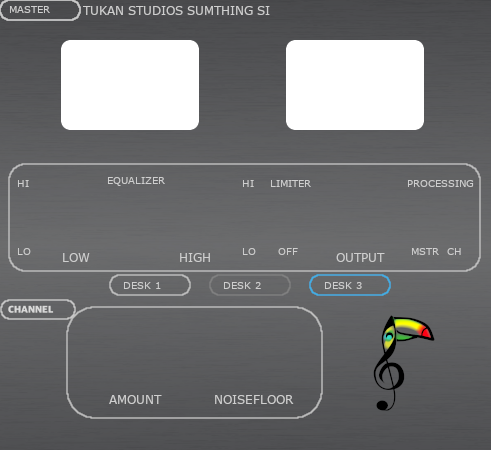 MASTER TUKAN STUDIOS SUMTHING SI
HI EQUALIZER HI LIMITER PROCESSING
LO LOW HIGH LO OFF OUTPUT MSTR CH
DESK 1 DESK 2 DESK 3
CHANNEL
AMOUNT NOISEFLOOR